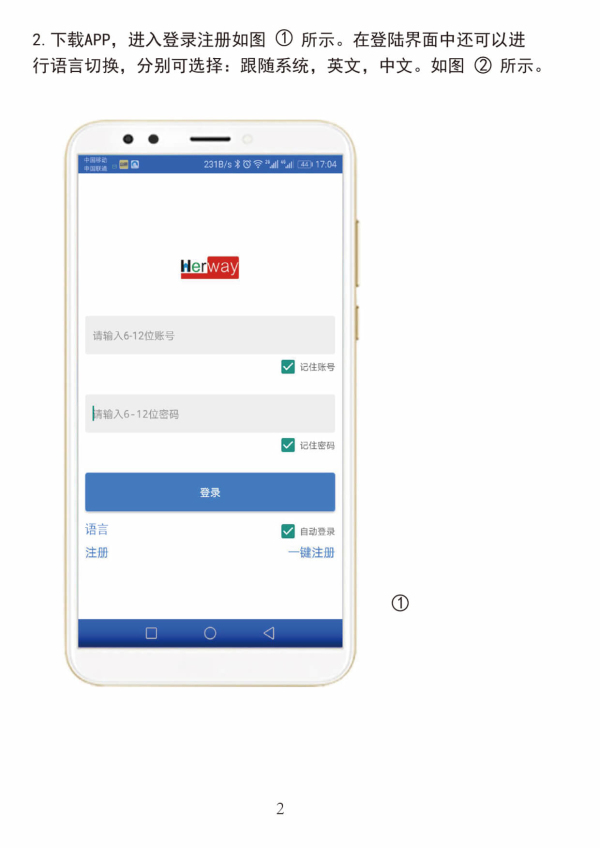 2.下载APP，进入登录注册如图 ① 所示。在登陆界面中还可以进
行语言切换，分别可选择：跟随系统，英文，中文。如图 ② 所示。
中国移动
中国联通
231B/s 44 17:04
Herway
请输入6-12位账号
记住账号
请输入6-12位密码
记住密码
登录
语言 自动登录
注册 一键注册
①
2